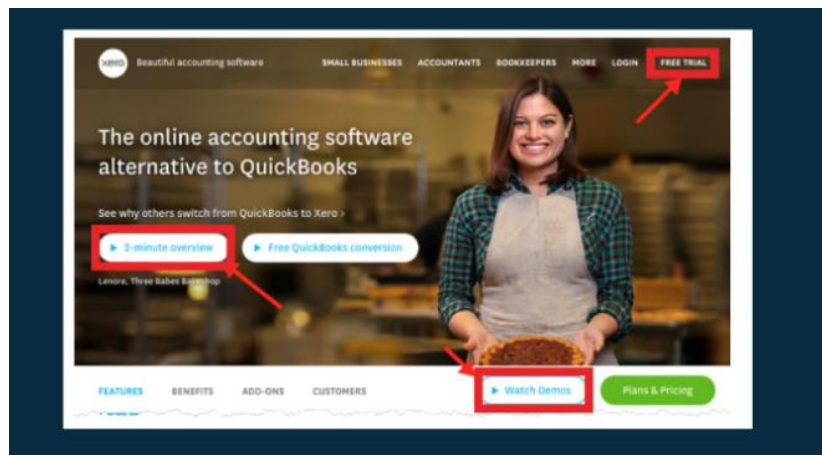 xero Beautiful accounting software SMALL BUSINESSES ACCOUNTANTS BOOKKEEPERS MORE LOGIN FREE TRIAL
The online accounting software
alternative to QuickBooks
See why others switch from QuickBooks to Xero >
2-minute overview Free QuickBooks conversion
Lenore, Three Babes Bakeshop
FEATURES BENEFITS ADD-ONS CUSTOMERS Watch Demos Plans & Pricing